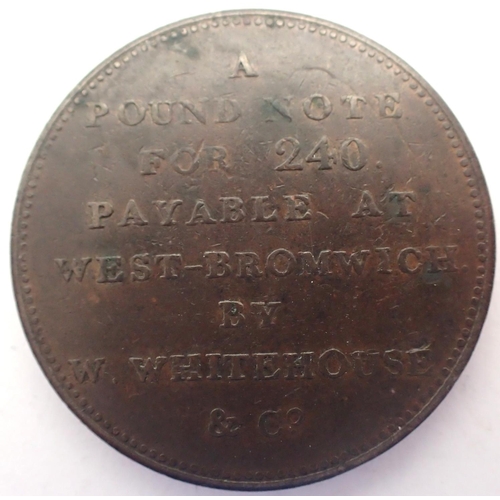 A
POUND NOTE
FOR 240.
PAYABLE AT
WEST-BROMWICH
BY
W. WHITEHOUSE
& Co